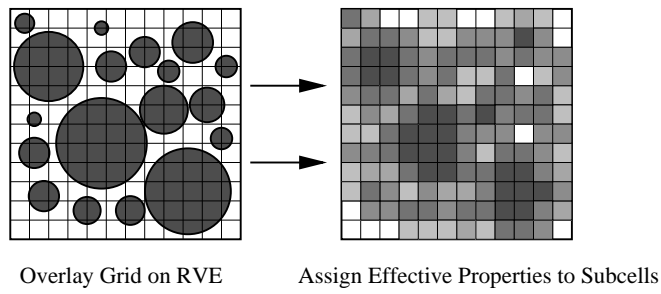 Overlay Grid on RVE
Assign Effective Properties to Subcells